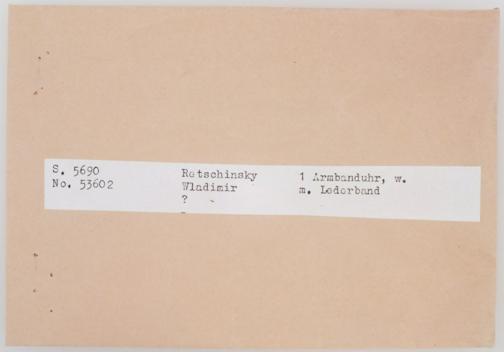 S. 5690
No. 53602
Retschinsky
Wladimir
?
1 Armbanduhr, w.
m. Lederband